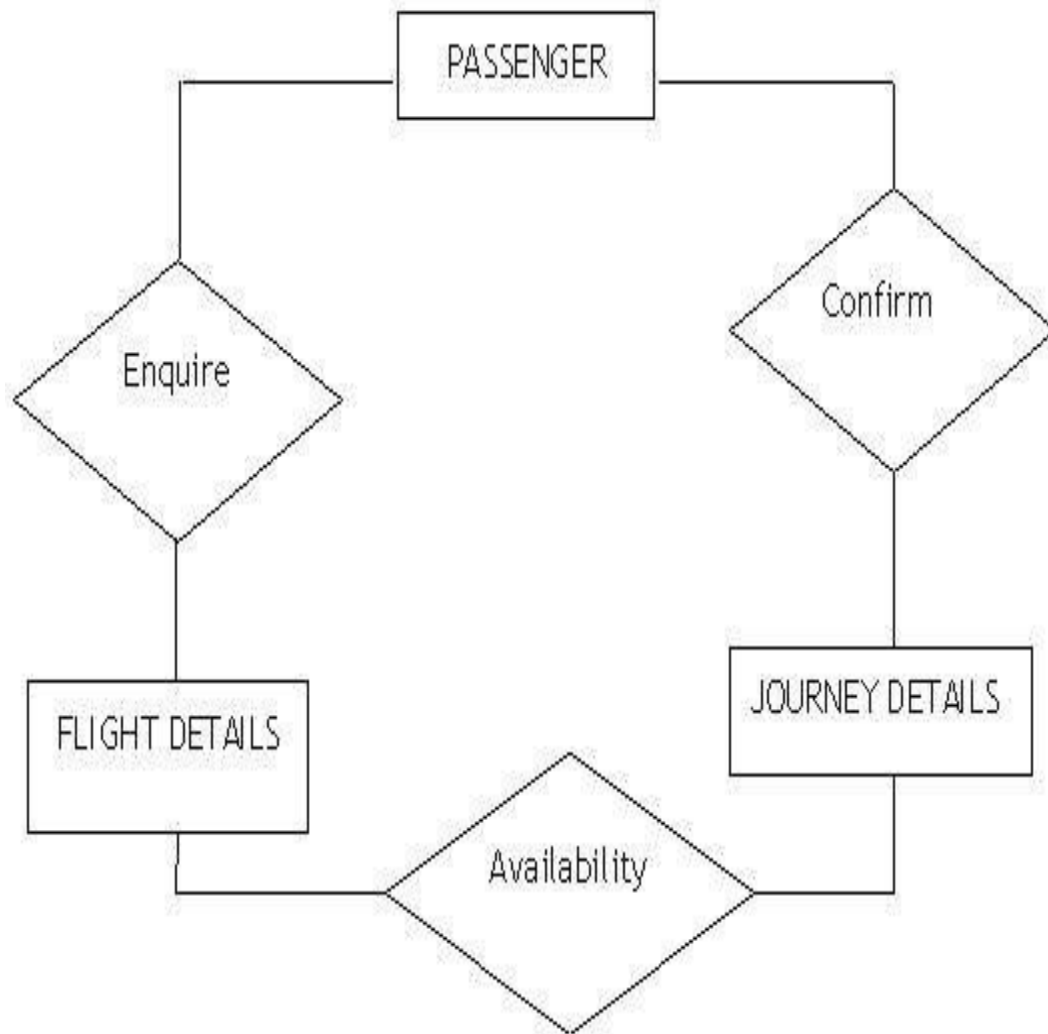 PASSENGER
Confirm
Enquire
JOURNEY DETAILS
FLIGHT DETAILS
Availability